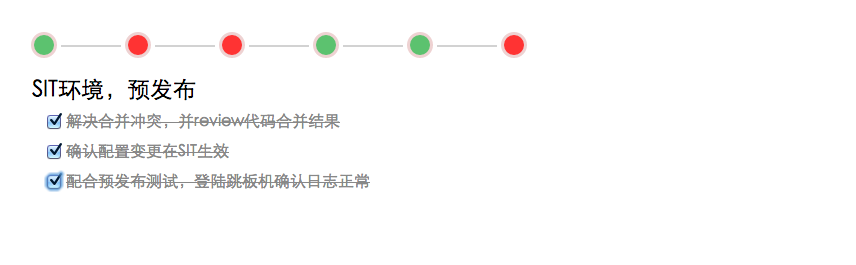 SIT环境，预发布
解决合并冲突，并review代码合并结果
确认配置变更在SIT生效
配合预发布测试，登陆跳板机确认日志正常